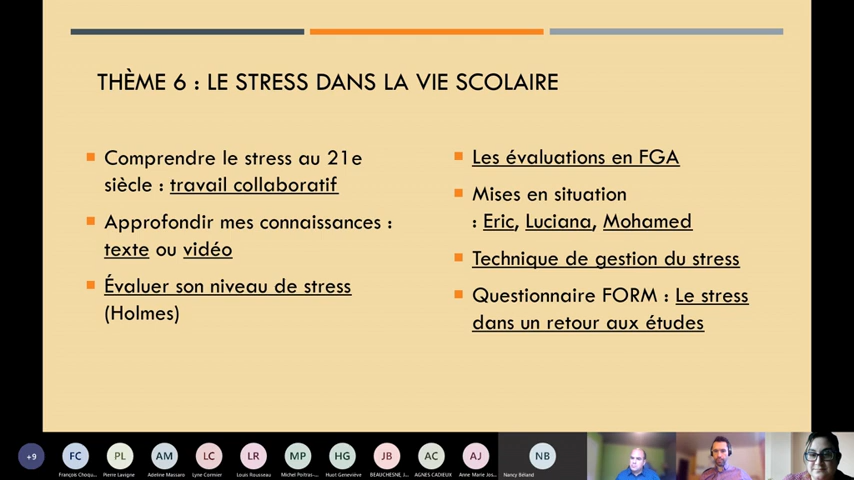 THÈME 6 : LE STRESS DANS LA VIE SCOLAIRE
Comprendre le stress au 21e
siècle : travail collaboratif
Approfondir mes connaissances :
texte ou vidéo
Évaluer son niveau de stress
(Holmes)
Les évaluations en FGA
Mises en situation
: Eric, Luciana, Mohamed
Technique de gestion du stress
Questionnaire FORM : Le stress
dans un retour aux études
+9
FC
PL
AM
LC
LR
MP
HG
JB
AC
AJ
NB
François Choqu...
Pierre Lavigne
Adeline Massaro
Lyne Cormier
Louis Rousseau
Michel Poitras-...
Huot Geneviève
BEAUCHESNE, J...
AGNES CADIEUX
Anne Marie Jos...
Nancy Béland